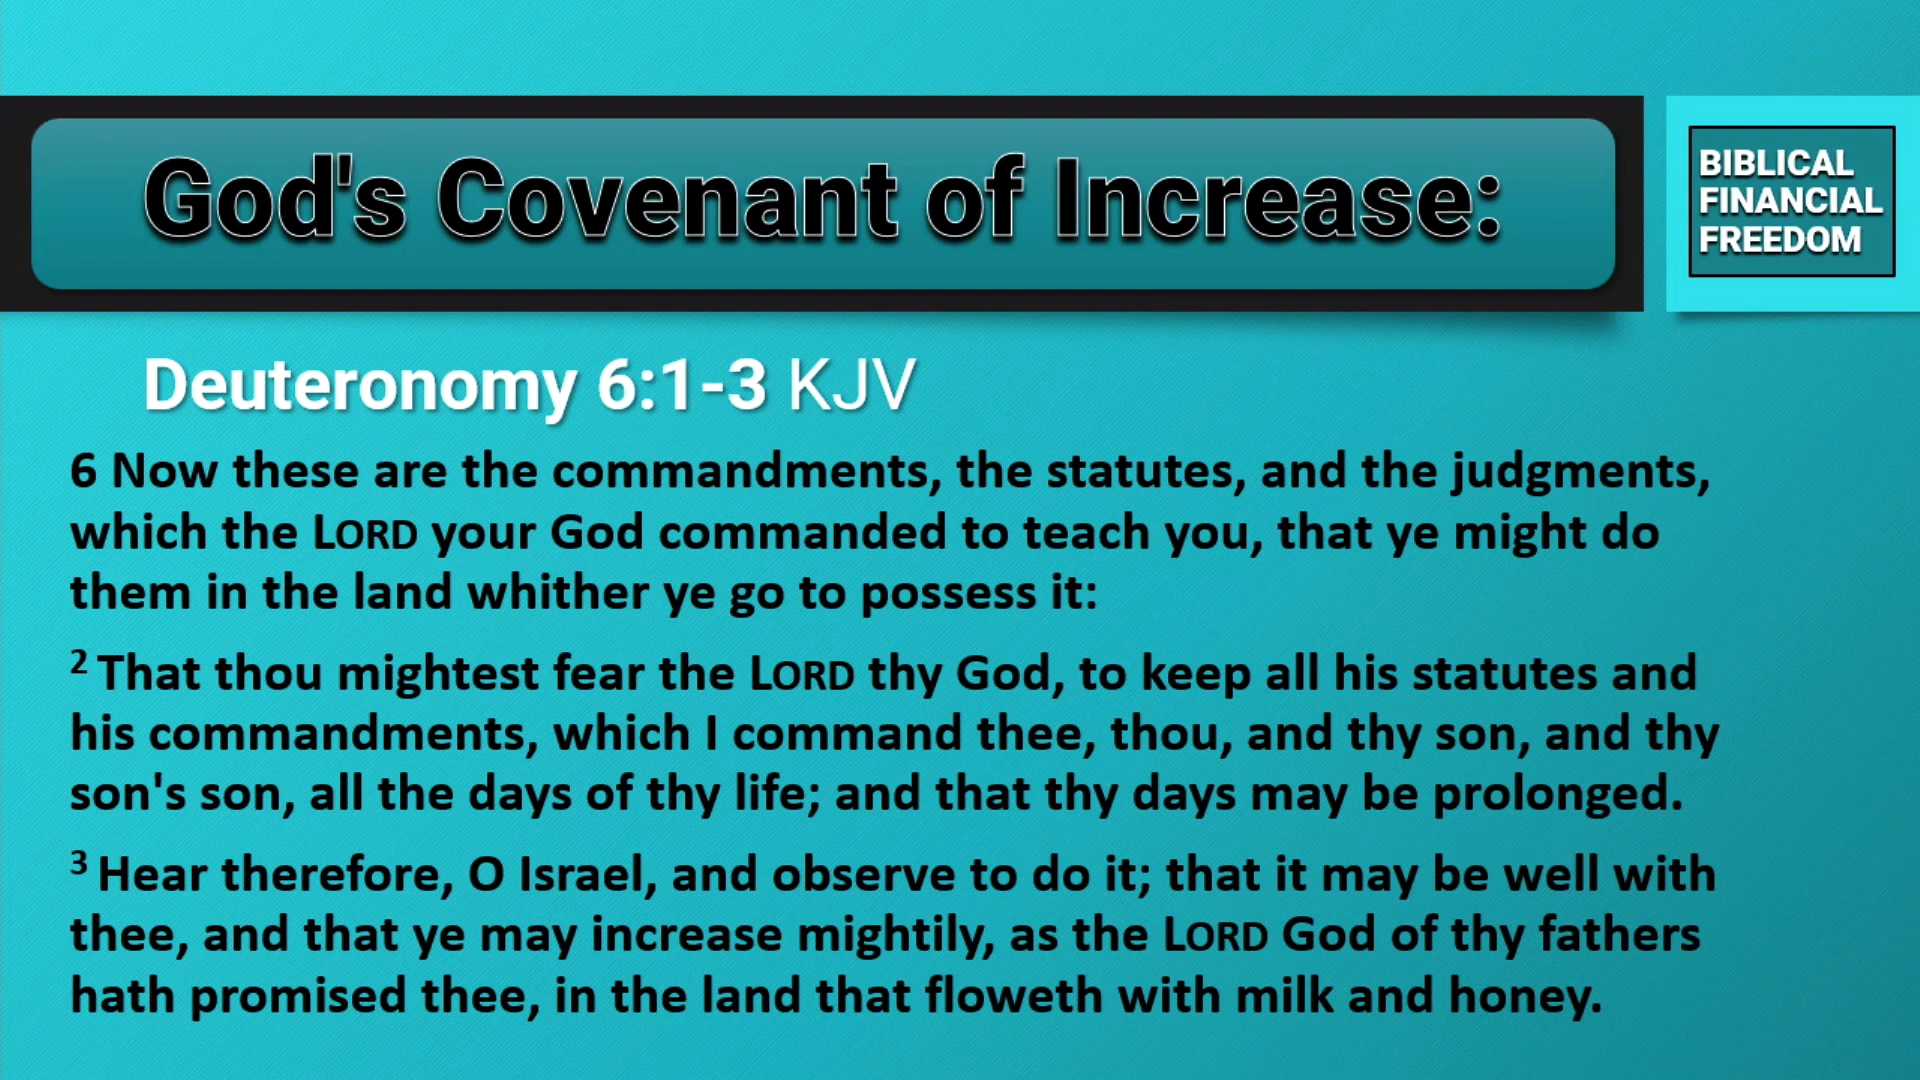 God's Covenant of Increase:
BIBLICAL
FINANCIAL
FREEDOM
Deuteronomy 6:1-3 KJV
6 Now these are the commandments, the statutes, and the judgments,
which the LORD your God commanded to teach you, that ye might do
them in the land whither ye go to possess it:
2 That thou mightest fear the LORD thy God, to keep all his statutes and
his commandments, which I command thee, thou, and thy son, and thy
son's son, all the days of thy life; and that thy days may be prolonged.
3 Hear therefore, O Israel, and observe to do it; that it may be well with
thee, and that ye may increase mightily, as the LORD God of thy fathers
hath promised thee, in the land that floweth with milk and honey.